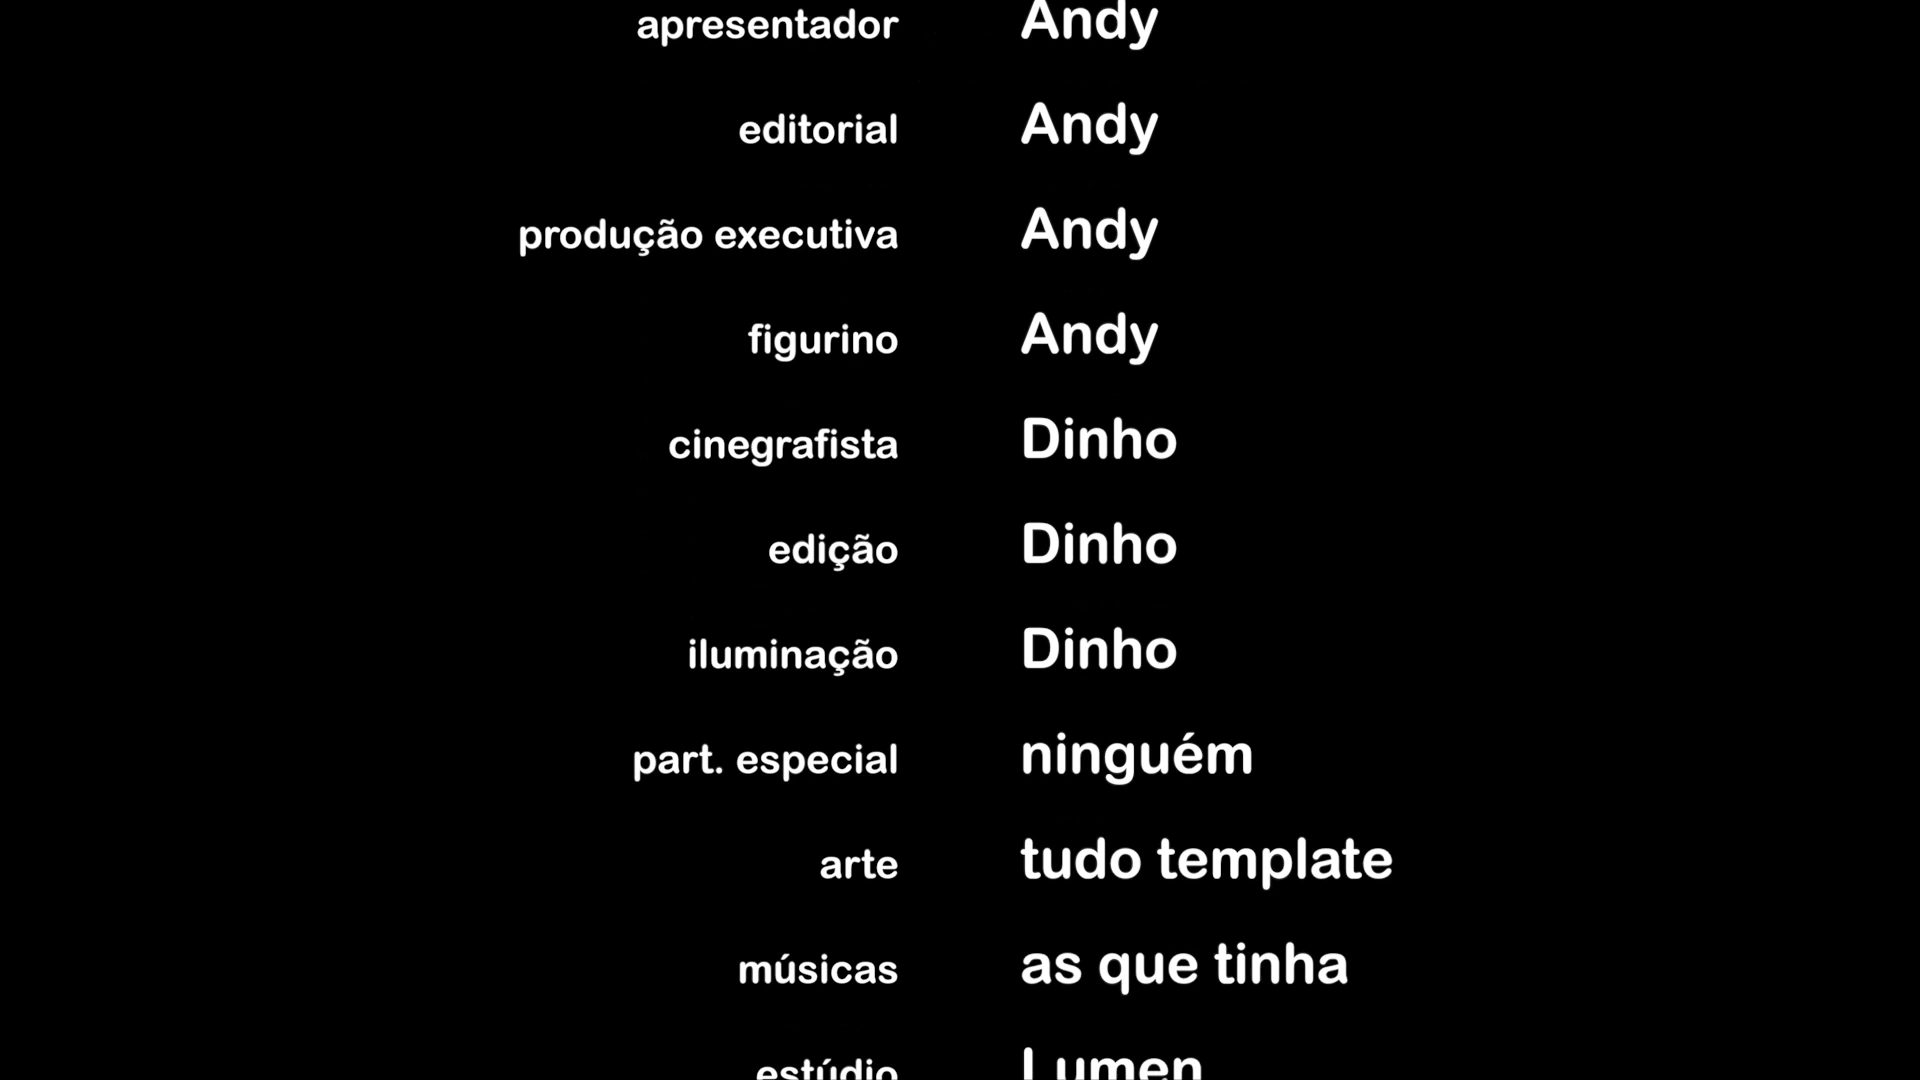 apresentador Andy
editorial Andy
produção executiva Andy
figurino Andy
cinegrafista Dinho
edição Dinho
iluminação Dinho
part. especial ninguém
arte tudo template
músicas as que tinha
estúdio Lumen